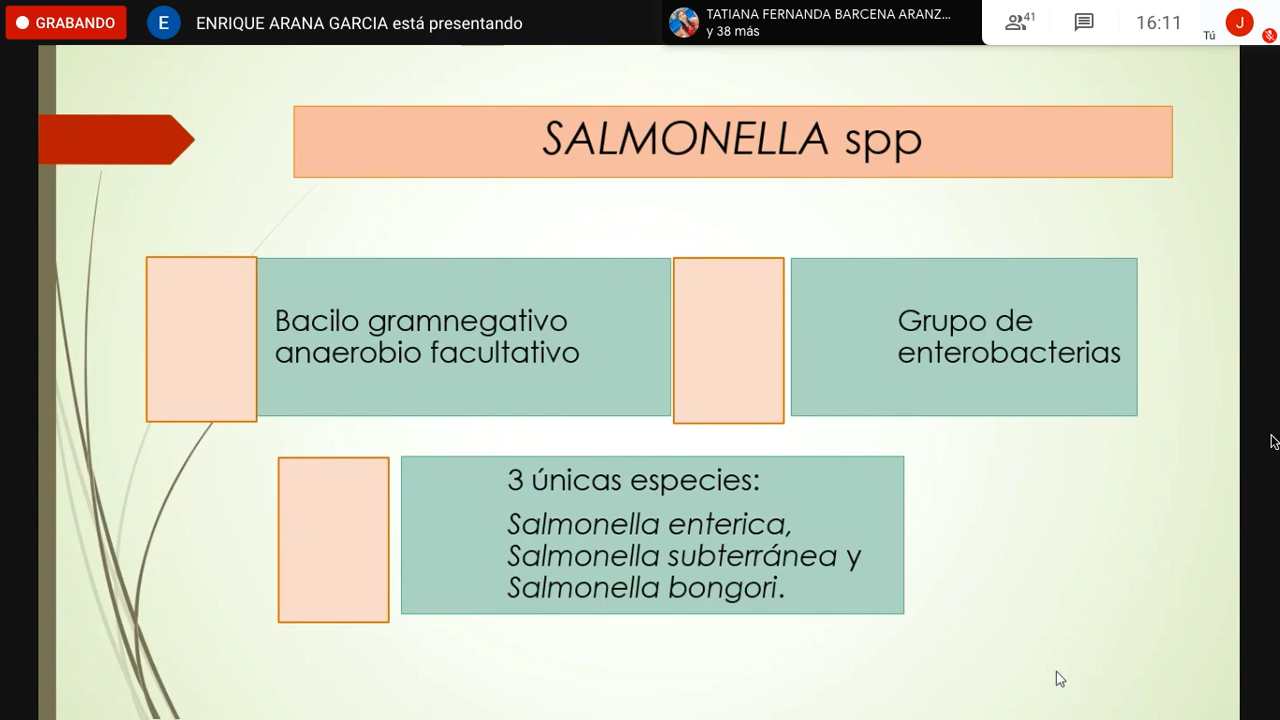 GRABANDO
E
ENRIQUE ARANA GARCIA está presentando
TATIANA FERNANDA BARCENA ARANZ...
y 38 más
41
16:11
Tú
J
SALMONELLA spp
Bacilo gramnegativo
anaerobio facultativo
Grupo de
enterobacterias
3 únicas especies:
Salmonella enterica,
Salmonella subterránea y
Salmonella bongori.